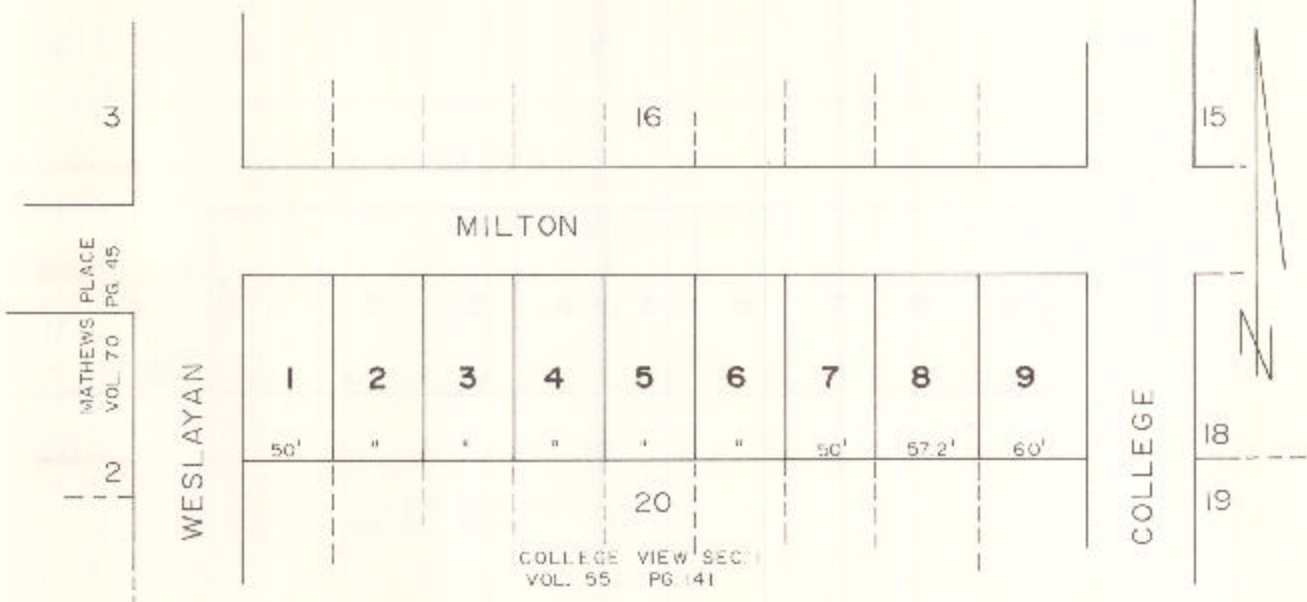 3
16
15
MILTON
MATHEWS PLACE
VOL. 70 PG. 45
WESLAYAN
1 2 3 4 5 6 7 8 9
50' " " " " " 50' 57.2' 60'
COLLEGE
18
2
20
19
N
COLLEGE VIEW SEC. 1
VOL. 55 PG. 141